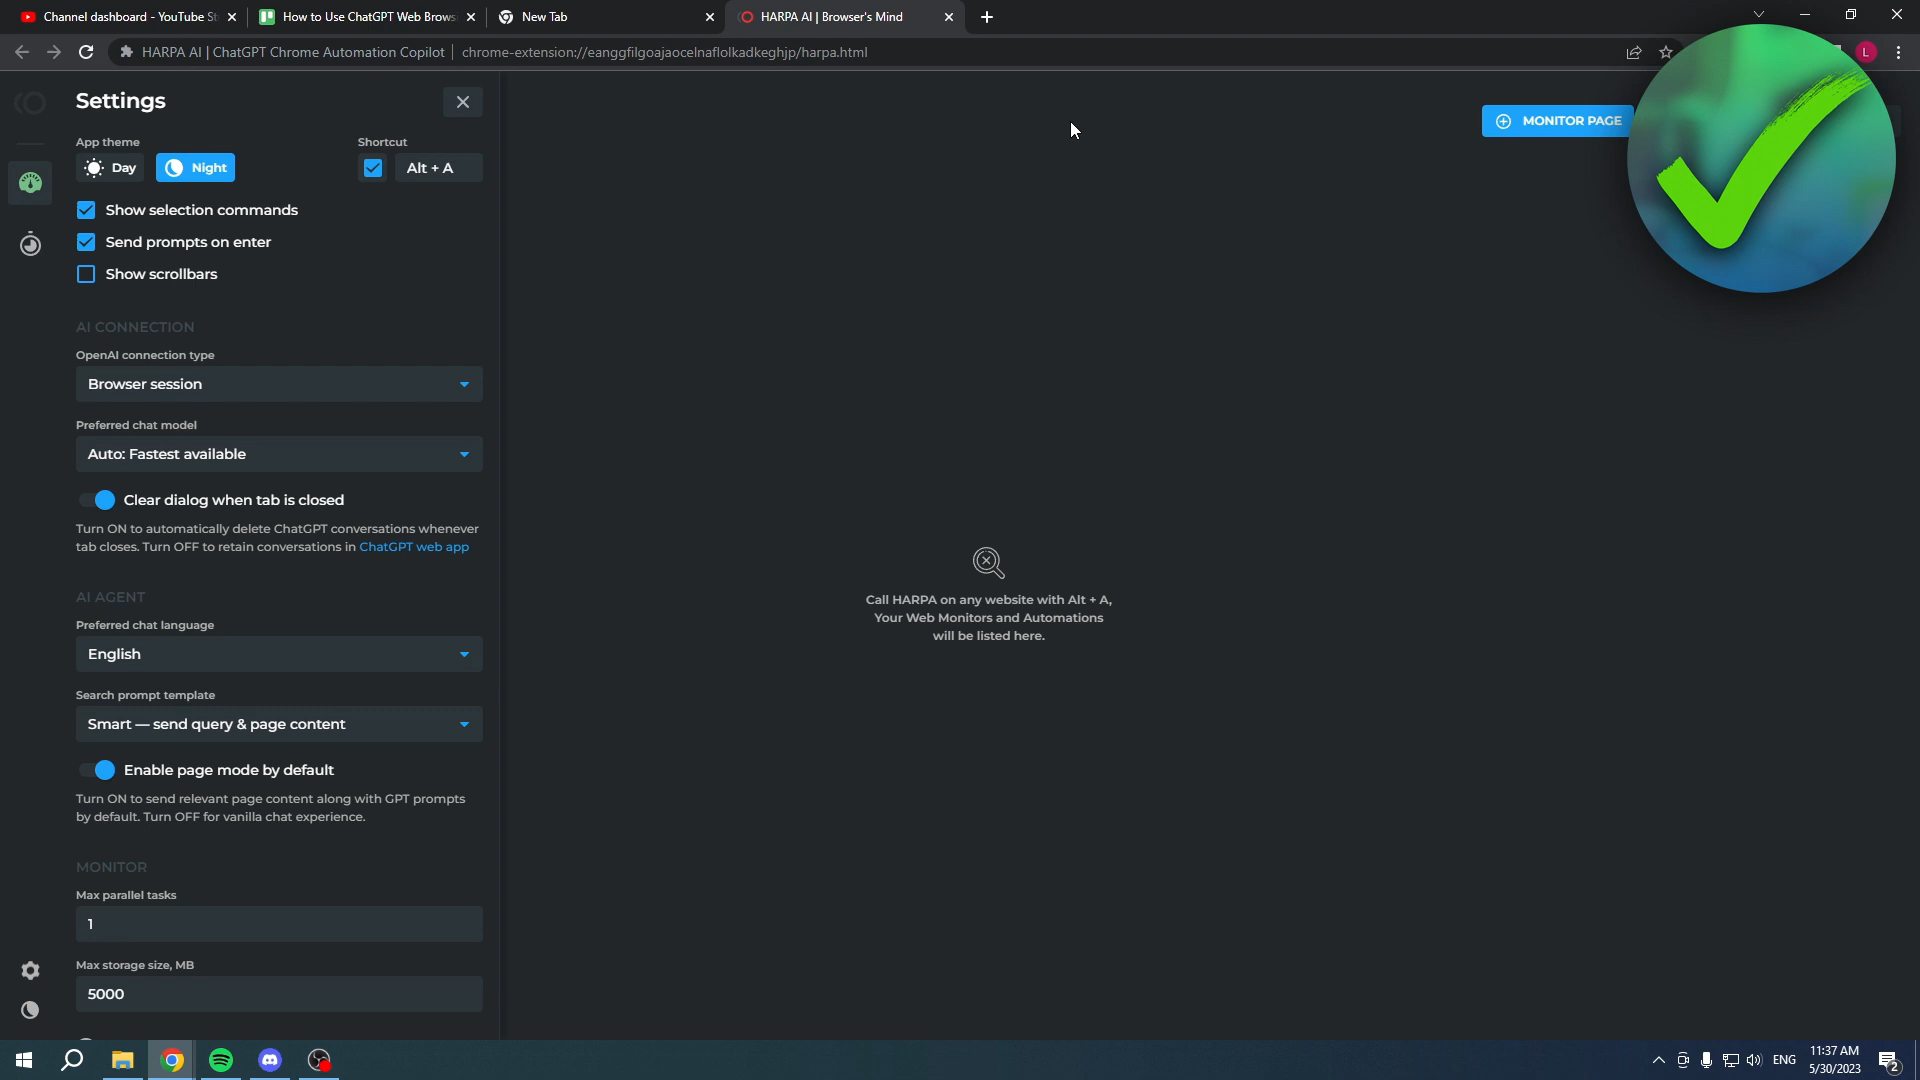 Channel dashboard - YouTube St
How to Use ChatGPT Web Brows
New Tab
HARPA AI | Browser's Mind
HARPA AI | ChatGPT Chrome Automation Copilot
chrome-extension://eanggfilgoajaocelnaflolkadkeghjp/harpa.html
L
Settings
App theme
Shortcut
Day
Night
Alt + A
MONITOR PAGE
Show selection commands
Send prompts on enter
Show scrollbars
AI CONNECTION
OpenAI connection type
Browser session
Preferred chat model
Auto: Fastest available
Clear dialog when tab is closed
Turn ON to automatically delete ChatGPT conversations whenever
tab closes. Turn OFF to retain conversations in ChatGPT web app
AI AGENT
Preferred chat language
English
Search prompt template
Smart — send query & page content
Enable page mode by default
Turn ON to send relevant page content along with GPT prompts
by default. Turn OFF for vanilla chat experience.
MONITOR
Max parallel tasks
1
Max storage size, MB
5000
Call HARPA on any website with Alt + A,
Your Web Monitors and Automations
will be listed here.
ENG
11:37 AM
5/30/2023
2